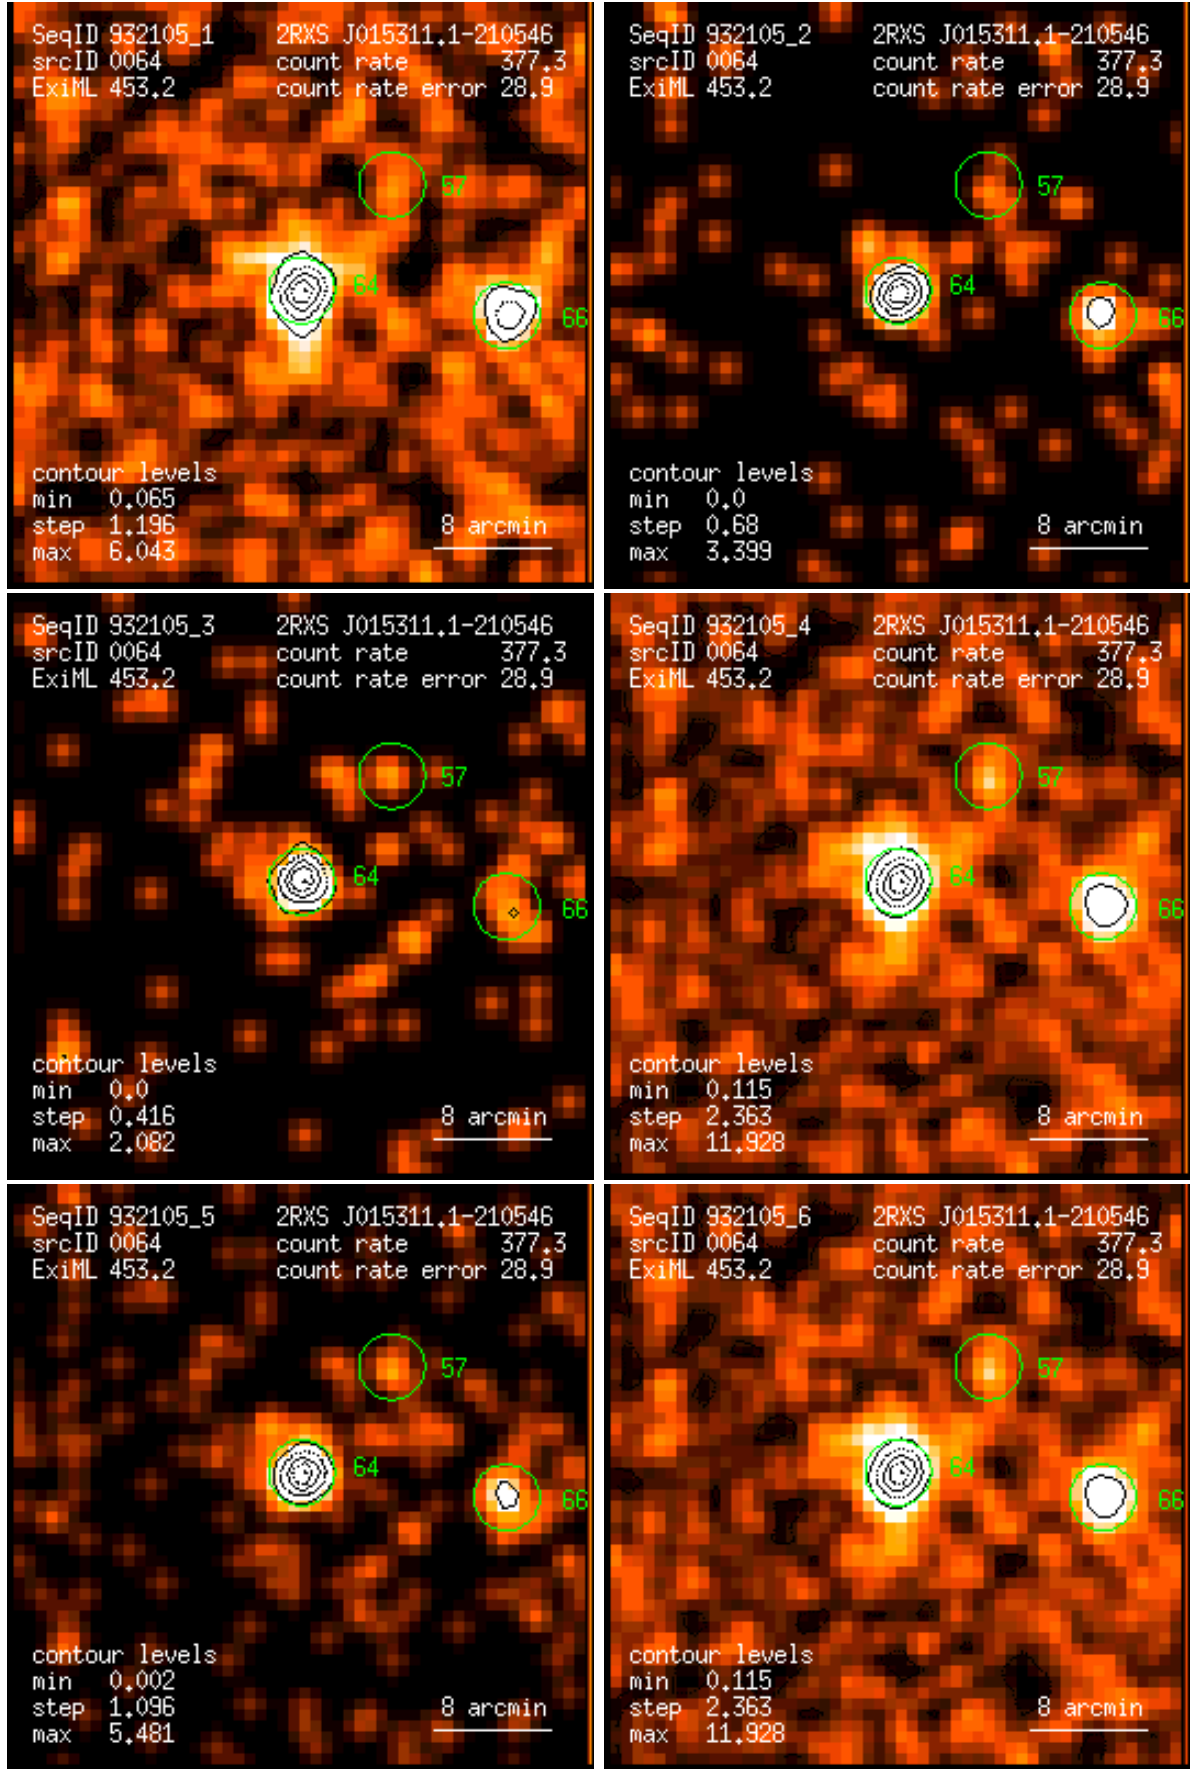 SeqID 932105_1 2RXS J015311.1-210546
srcID 0064 count rate 377.3
ExiML 453.2 count rate error 28.9
57
64
66
contour levels
min 0.065
step 1.196 8 arcmin
max 6.043
SeqID 932105_2 2RXS J015311.1-210546
srcID 0064 count rate 377.3
ExiML 453.2 count rate error 28.9
57
64
66
contour levels
min 0.0
step 0.68 8 arcmin
max 3.399
SeqID 932105_3 2RXS J015311.1-210546
srcID 0064 count rate 377.3
ExiML 453.2 count rate error 28.9
57
64
66
contour levels
min 0.0
step 0.416 8 arcmin
max 2.082
SeqID 932105_4 2RXS J015311.1-210546
srcID 0064 count rate 377.3
ExiML 453.2 count rate error 28.9
57
64
66
contour levels
min 0.115
step 2.363 8 arcmin
max 11.928
SeqID 932105_5 2RXS J015311.1-210546
srcID 0064 count rate 377.3
ExiML 453.2 count rate error 28.9
57
64
66
contour levels
min 0.002
step 1.096 8 arcmin
max 5.481
SeqID 932105_6 2RXS J015311.1-210546
srcID 0064 count rate 377.3
ExiML 453.2 count rate error 28.9
57
64
66
contour levels
min 0.115
step 2.363 8 arcmin
max 11.928